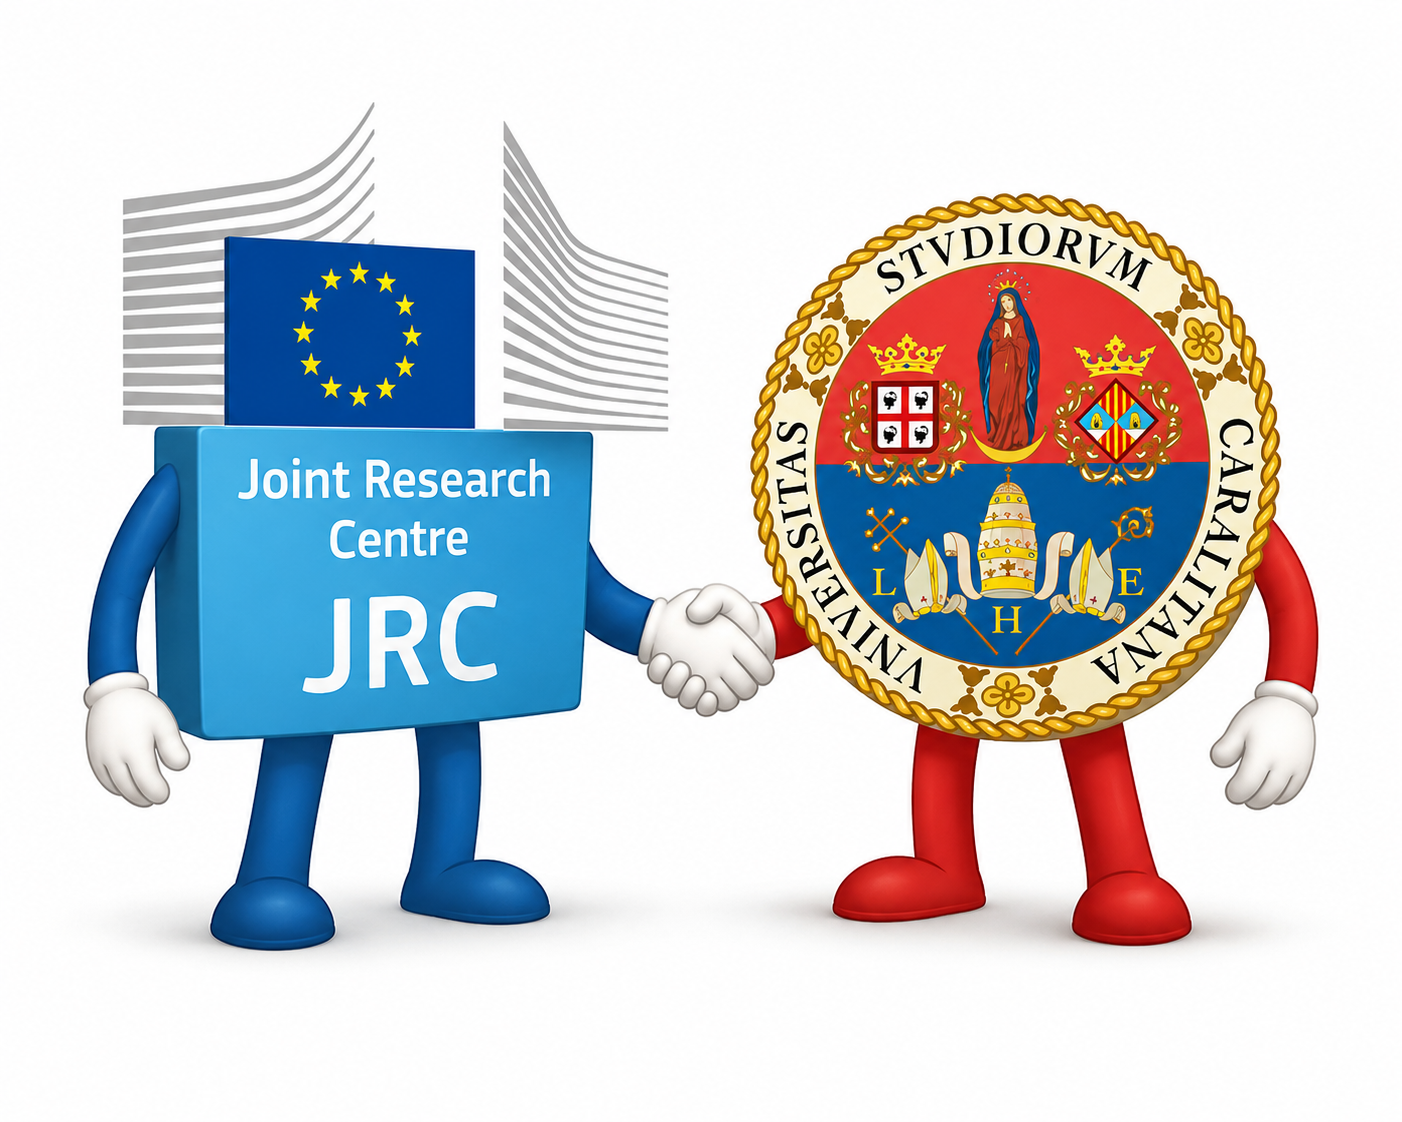 Joint Research
Centre
JRC
STVDIORVM
VNIVERSITAS
CARALITANA
L
E
H